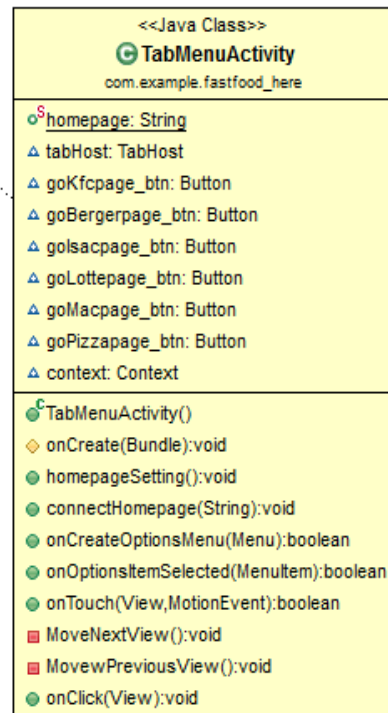 <<Java Class>>
TabMenuActivity
com.example.fastfood_here
homepage: String
tabHost: TabHost
goKfcpage_btn: Button
goBergerpage_btn: Button
goIsacpage_btn: Button
goLottepage_btn: Button
goMacpage_btn: Button
goPizzapage_btn: Button
context: Context
TabMenuActivity()
onCreate(Bundle):void
homepageSetting():void
connectHomepage(String):void
onCreateOptionsMenu(Menu):boolean
onOptionsItemSelected(MenuItem):boolean
onTouch(View,MotionEvent):boolean
MoveNextView():void
MovewPreviousView():void
onClick(View):void